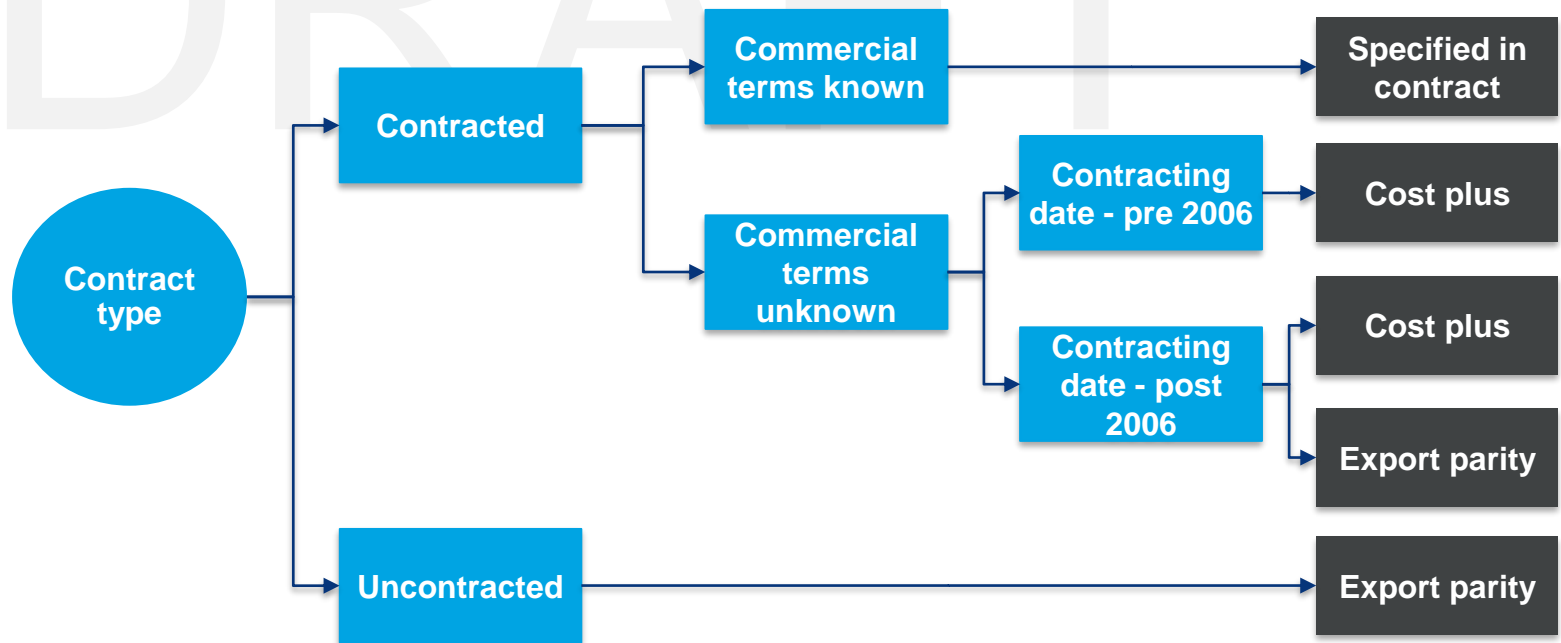 DRAFT
Commercial
terms known
Specified in
contract
Contracted
Contracting
date - pre 2006
Cost plus
Commercial
terms
unknown
Contract
type
Cost plus
Contracting
date - post
2006
Export parity
Uncontracted
Export parity